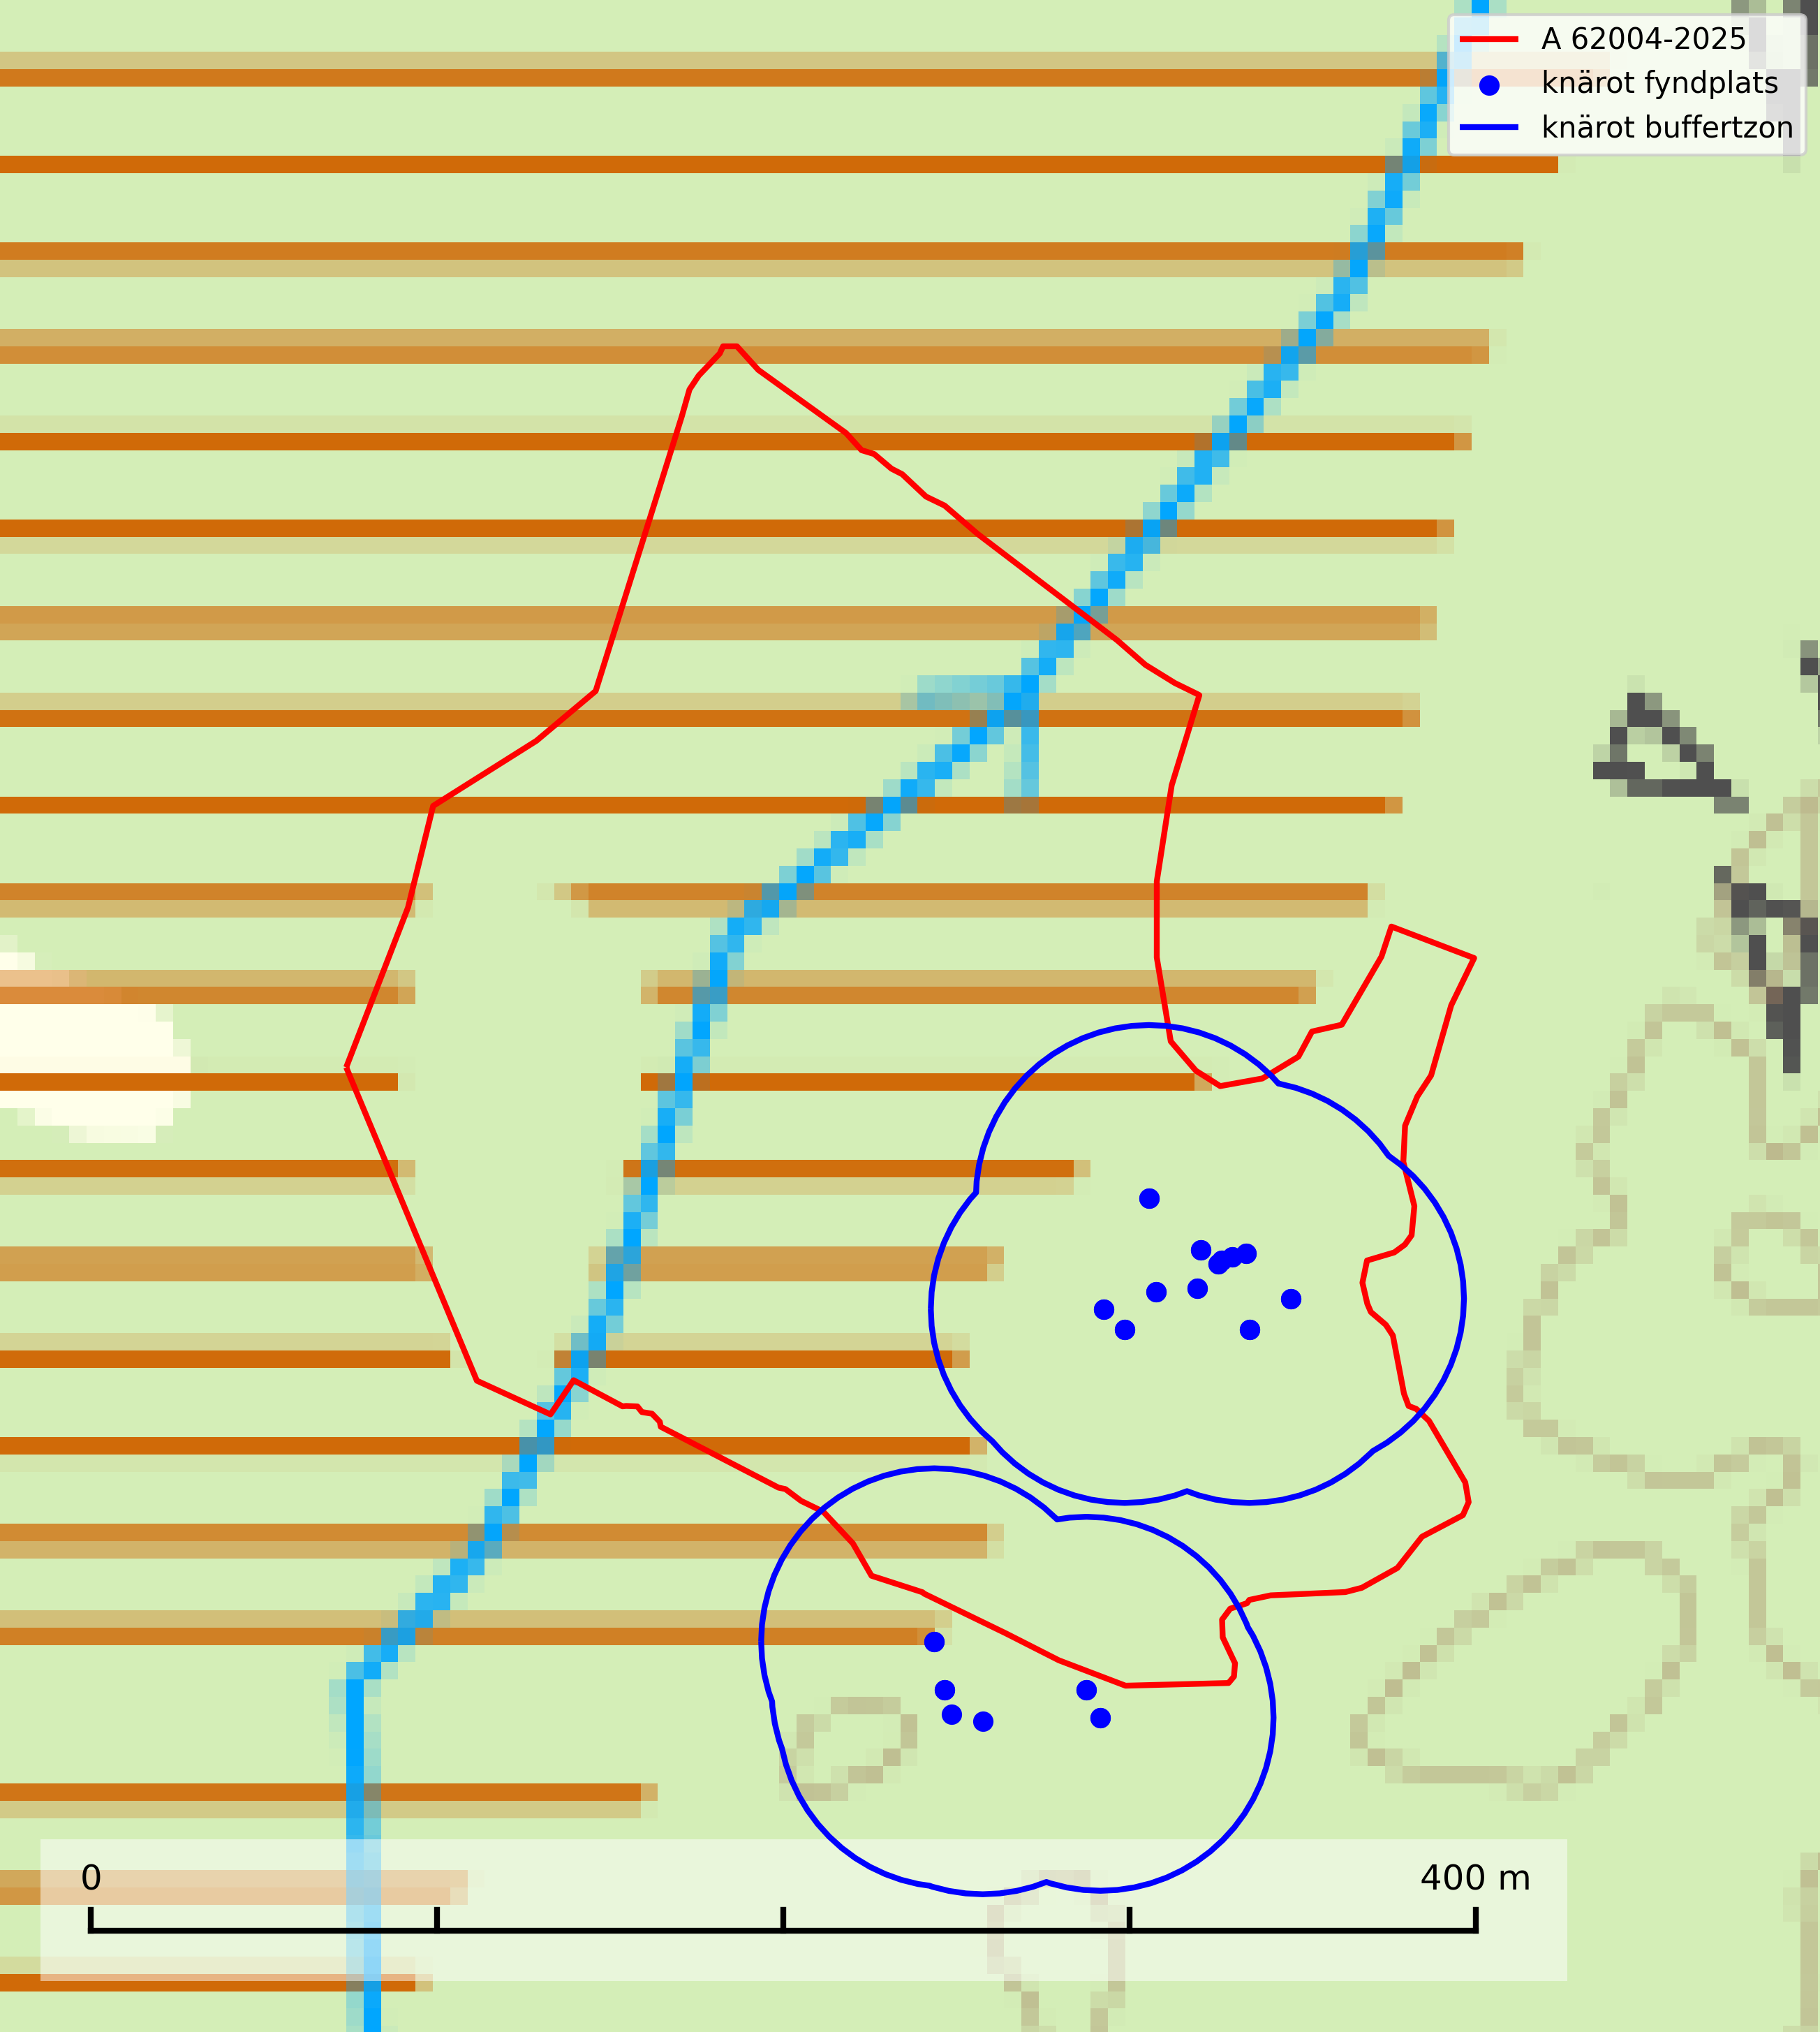 A 62004-2025
knärot fyndplats
knärot buffertzon
0
400 m